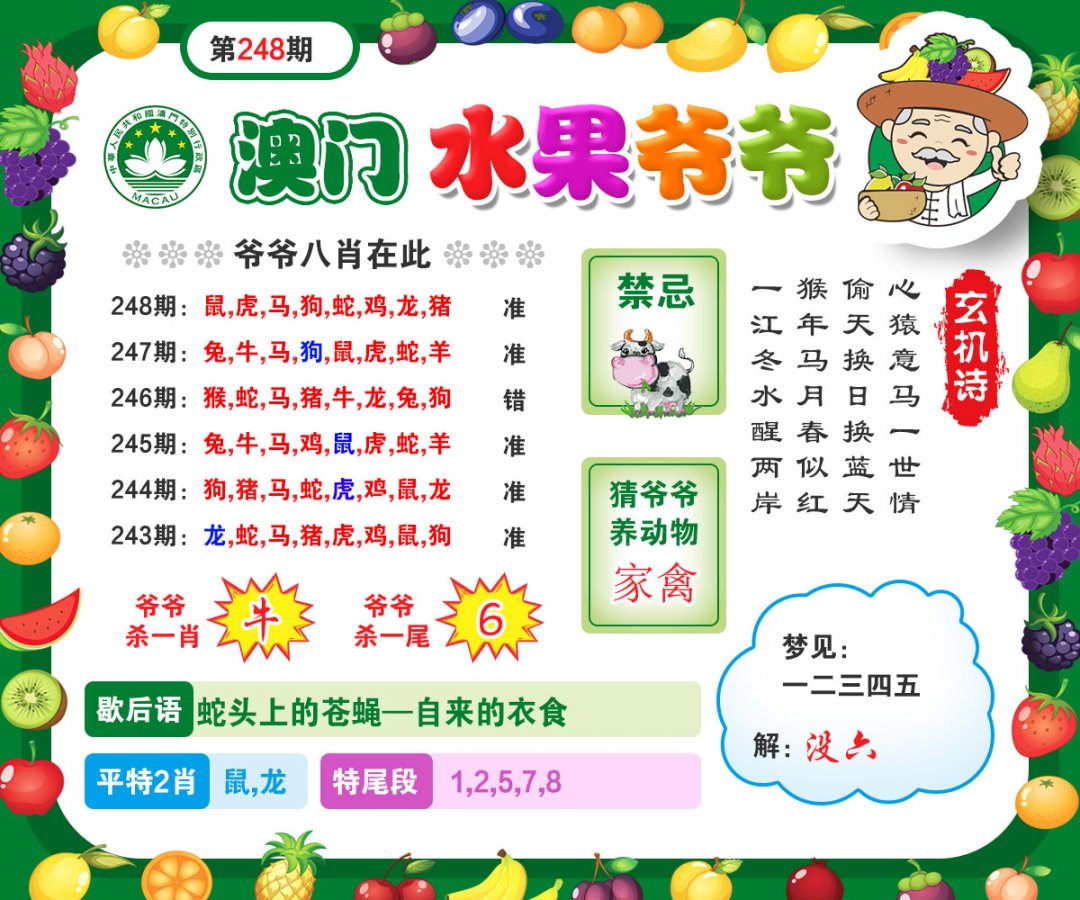 第248期
中華人民共和國澳門特別行政區
MACAU
澳门 水果爷爷
爷爷八肖在此
248期：鼠,虎,马,狗,蛇,鸡,龙,猪 准
247期：兔,牛,马,狗,鼠,虎,蛇,羊 准
246期：猴,蛇,马,猪,牛,龙,兔,狗 错
245期：兔,牛,马,鸡,鼠,虎,蛇,羊 准
244期：狗,猪,马,蛇,虎,鸡,鼠,龙 准
243期：龙,蛇,马,猪,虎,鸡,鼠,狗 准
爷爷
杀一肖
牛
爷爷
杀一尾
6
禁忌
猜爷爷
养动物
家禽
玄机诗
心猿意马一世情
偷天换日换蓝天
猴年马月春似红
一江冬水醒两岸
梦见：
一二三四五
解：没六
歇后语 蛇头上的苍蝇—自来的衣食
平特2肖 鼠,龙
特尾段 1,2,5,7,8